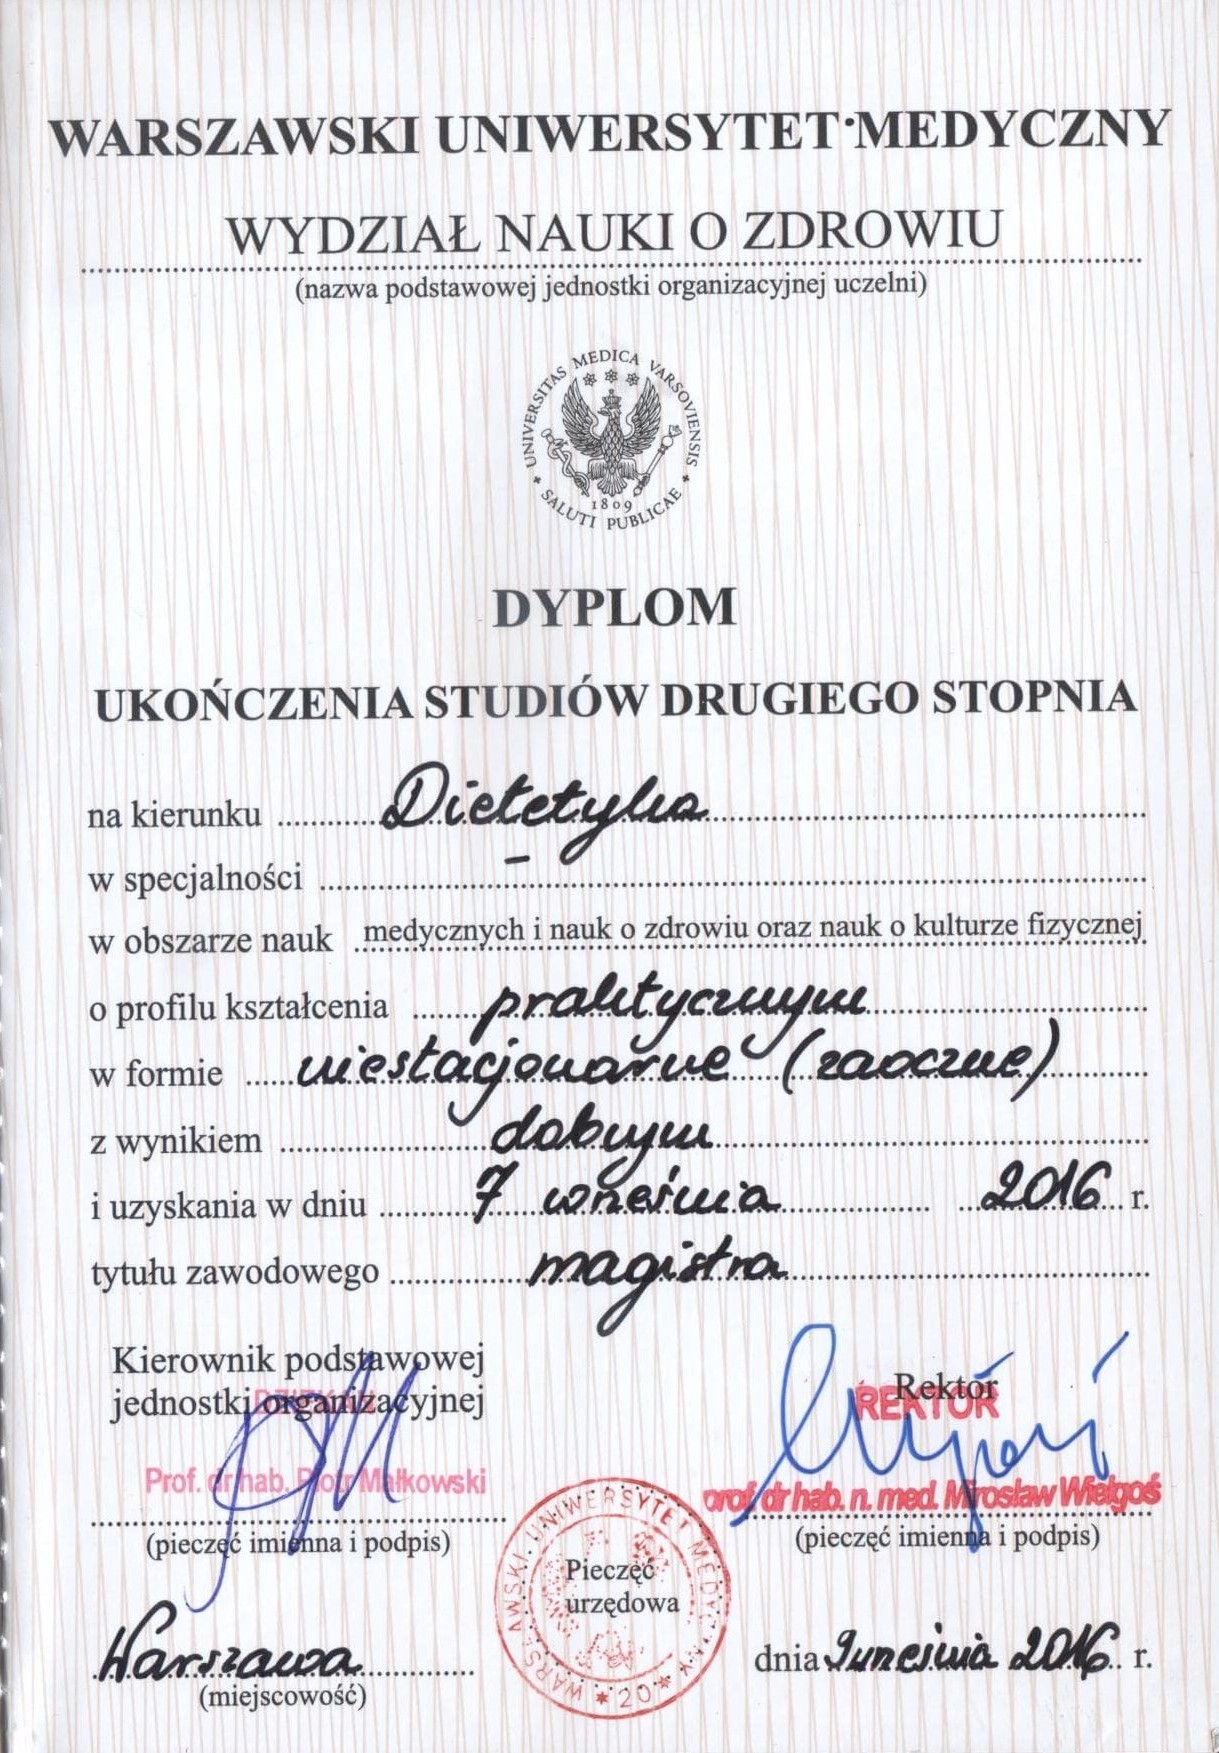 WARSZAWSKI UNIWERSYTET MEDYCZNY
WYDZIAŁ NAUKI O ZDROWIU
(nazwa podstawowej jednostki organizacyjnej uczelni)
UNIVERSITAS MEDICA VARSOVIENSIS
1809
SALUTI PUBLICAE
DYPLOM
UKOŃCZENIA STUDIÓW DRUGIEGO STOPNIA
na kierunku Dietetyka
w specjalności –
w obszarze nauk medycznych i nauk o zdrowiu oraz nauk o kulturze fizycznej
o profilu kształcenia praktycznym
w formie niestacjonarne (zaoczne)
z wynikiem dobrym
i uzyskania w dniu 7 września 2016 r.
tytułu zawodowego magistra
Kierownik podstawowej
jednostki organizacyjnej
DZIEKAN
Prof. dr hab. Piotr Małkowski
(pieczęć imienna i podpis)
Rektor
REKTOR
prof. dr hab. n. med. Mirosław Wielgoś
(pieczęć imienna i podpis)
WARSZAWSKI UNIWERSYTET MEDYCZNY
20
Pieczęć
urzędowa
Warszawa
(miejscowość)
dnia 9 września 2016 r.